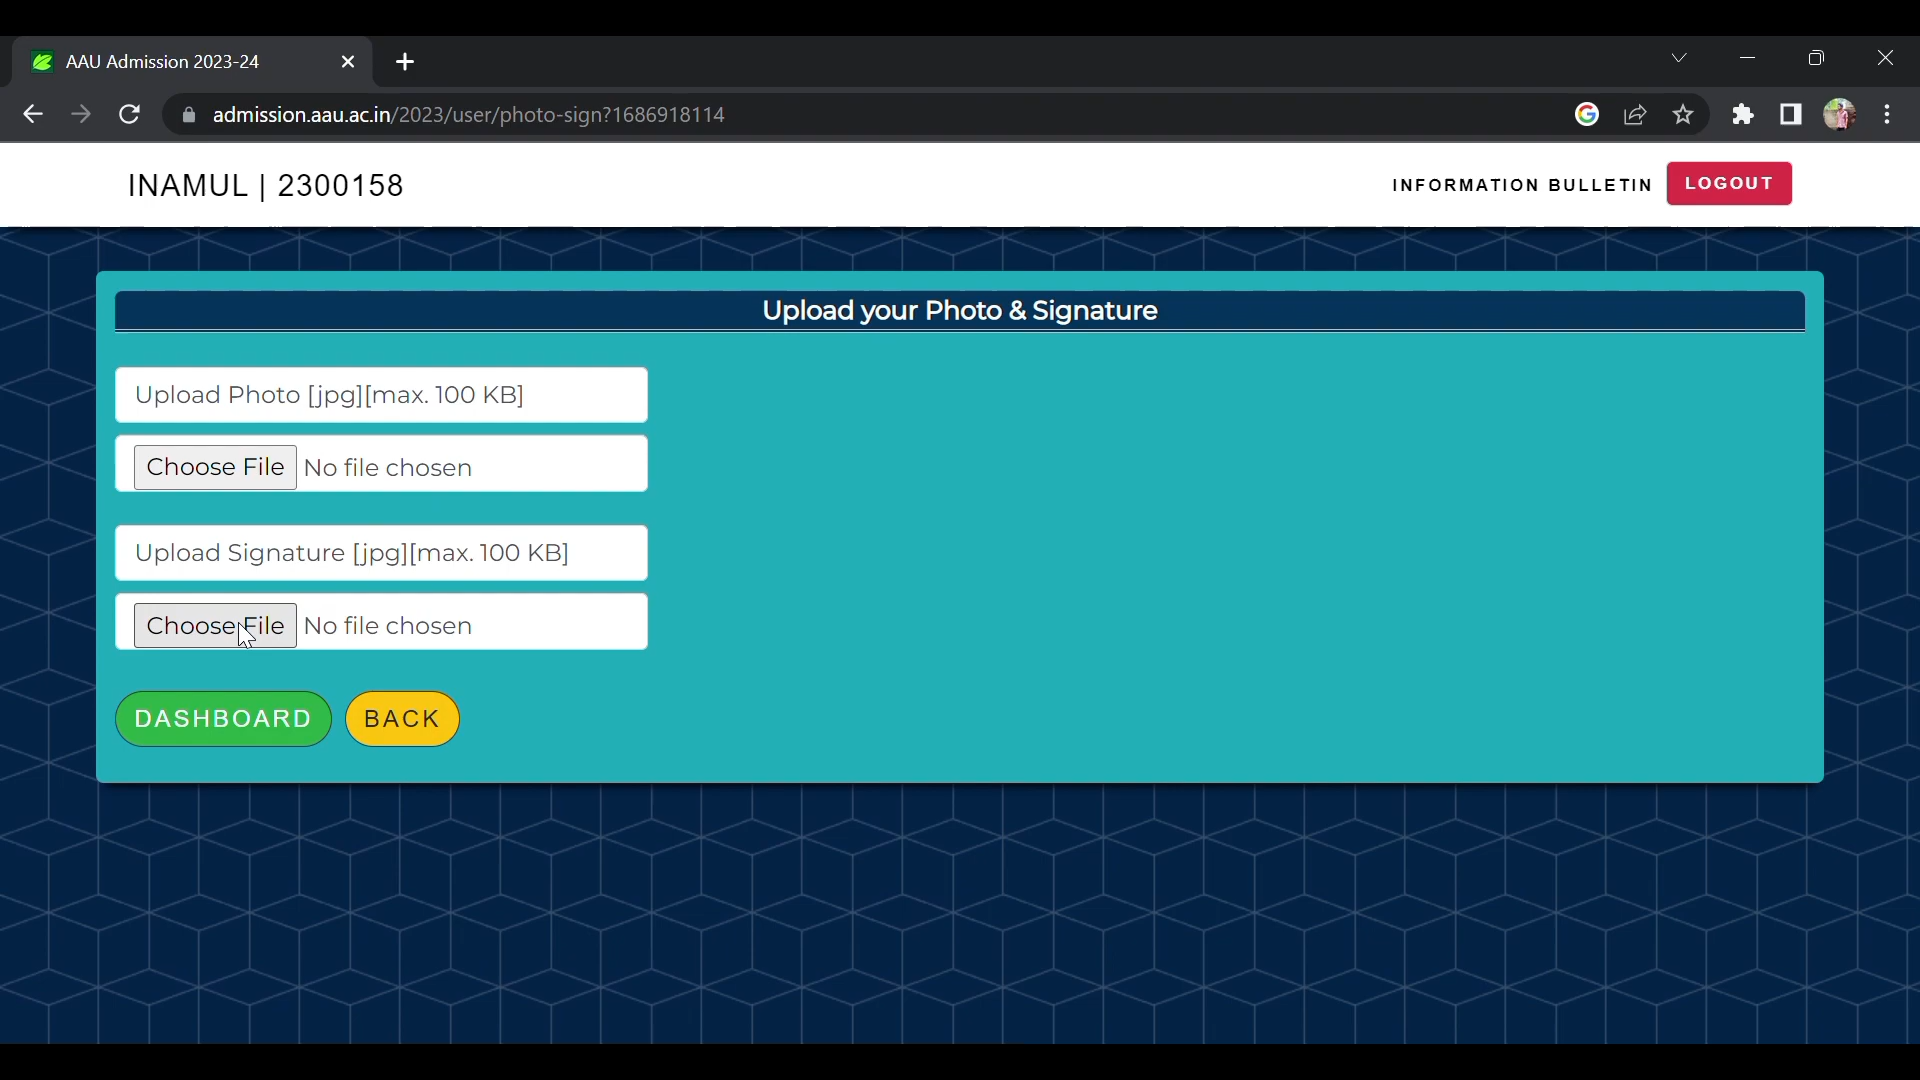 AAU Admission 2023-24
admission.aau.ac.in/2023/user/photo-sign?1686918114
INAMUL | 2300158
INFORMATION BULLETIN
LOGOUT
Upload your Photo & Signature
Upload Photo [jpg][max. 100 KB]
Choose File No file chosen
Upload Signature [jpg][max. 100 KB]
Choose File No file chosen
DASHBOARD
BACK